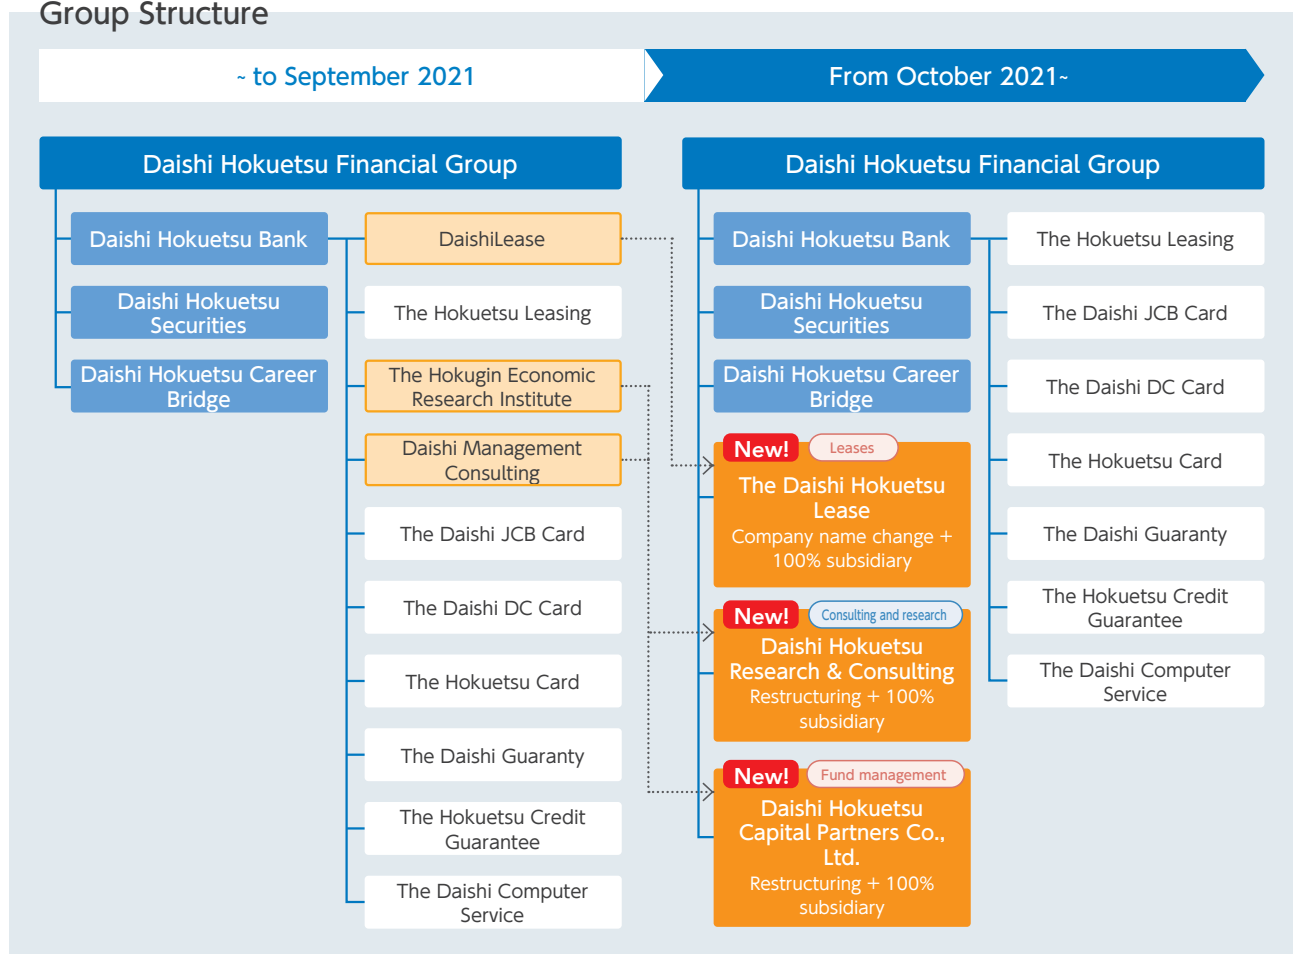 Group Structure
~ to September 2021
From October 2021~
Daishi Hokuetsu Financial Group
Daishi Hokuetsu Bank
Daishi Hokuetsu
Securities
Daishi Hokuetsu Career
Bridge
DaishiLease
The Hokuetsu Leasing
The Hokugin Economic
Research Institute
Daishi Management
Consulting
The Daishi JCB Card
The Daishi DC Card
The Hokuetsu Card
The Daishi Guaranty
The Hokuetsu Credit
Guarantee
The Daishi Computer
Service
Daishi Hokuetsu Financial Group
Daishi Hokuetsu Bank
Daishi Hokuetsu
Securities
Daishi Hokuetsu Career
Bridge
New!
Leases
The Daishi Hokuetsu
Lease
Company name change +
100% subsidiary
New!
Consulting and research
Daishi Hokuetsu
Research & Consulting
Restructuring + 100%
subsidiary
New!
Fund management
Daishi Hokuetsu
Capital Partners Co.,
Ltd.
Restructuring + 100%
subsidiary
The Hokuetsu Leasing
The Daishi JCB Card
The Daishi DC Card
The Hokuetsu Card
The Daishi Guaranty
The Hokuetsu Credit
Guarantee
The Daishi Computer
Service